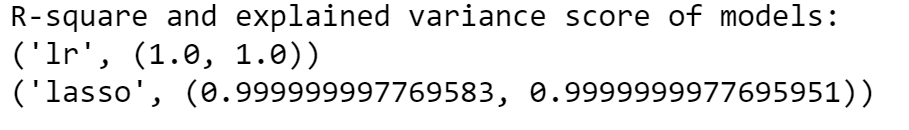 R-square and explained variance score of models:
('lr', (1.0, 1.0))
('lasso', (0.999999997769583, 0.9999999977695951))